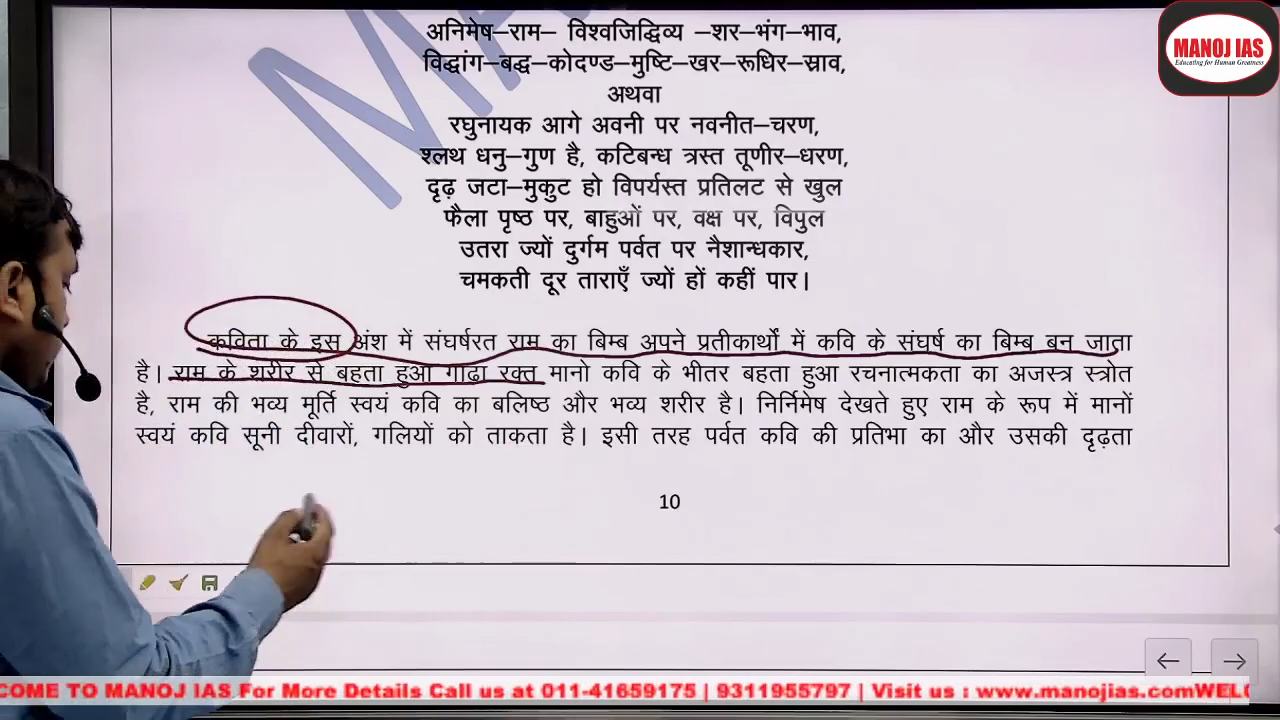 अनिमेष–राम– विश्वजिद्दिव्य –शर–भंग–भाव,
विद्धांग–बद्ध–कोदण्ड–मुष्टि–खर–रूधिर–स्राव,
अथवा
रघुनायक आगे अवनी पर नवनीत–चरण,
श्लथ धनु–गुण है, कटिबन्ध त्रस्त तूणीर–धरण,
दृढ़ जटा–मुकुट हो विपर्यस्त प्रतिलट से खुल
फैला पृष्ठ पर, बाहुओं पर, वक्ष पर, विपुल
उतरा ज्यों दुर्गम पर्वत पर नैशान्धकार,
चमकती दूर ताराएँ ज्यों हों कहीं पार।
कविता के इस अंश में संघर्षरत राम का बिम्ब अपने प्रतीकार्थों में कवि के संघर्ष का बिम्ब बन जाता
है। राम के शरीर से बहता हुआ गाढ़ा रक्त मानो कवि के भीतर बहता हुआ रचनात्मकता का अजस्त्र स्त्रोत
है, राम की भव्य मूर्ति स्वयं कवि का बलिष्ठ और भव्य शरीर है। निर्निमेष देखते हुए राम के रूप में मानों
स्वयं कवि सूनी दीवारों, गलियों को ताकता है। इसी तरह पर्वत कवि की प्रतिभा का और उसकी दृढ़ता
10
MANOJ IAS
Educating for Human Greatness
COME TO MANOJ IAS For More Details Call us at 011-41659175 | 9311955797 | Visit us : www.manojias.comWELC